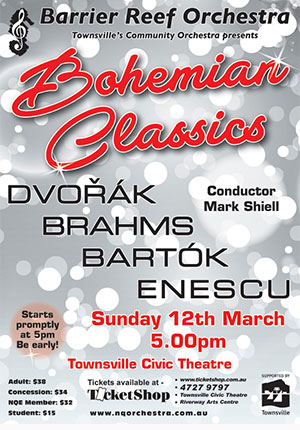 Barrier Reef Orchestra
Townsville's Community Orchestra presents
Bohemian
Classics
DVOŘÁK
BRAHMS
BARTÓK
ENESCU
Conductor
Mark Shiell
Starts
promptly
at 5pm
Be early!
Sunday 12th March
5.00pm
Townsville Civic Theatre
Adult: $38
Concession: $34
NQE Member: $32
Student: $15
Tickets available at -
TicketShop
• www.ticketshop.com.au
• 4727 9797
• Townsville Civic Theatre
• Riverway Arts Centre
www.nqorchestra.com.au
SUPPORTED BY
Townsville